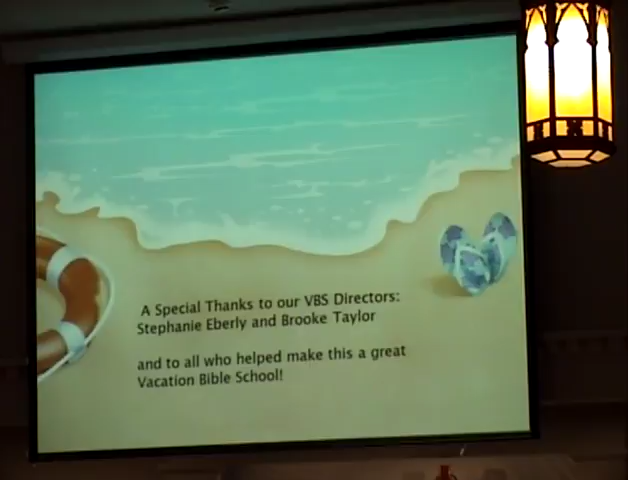 A Special Thanks to our VBS Directors:
Stephanie Eberly and Brooke Taylor
and to all who helped make this a great
Vacation Bible School!